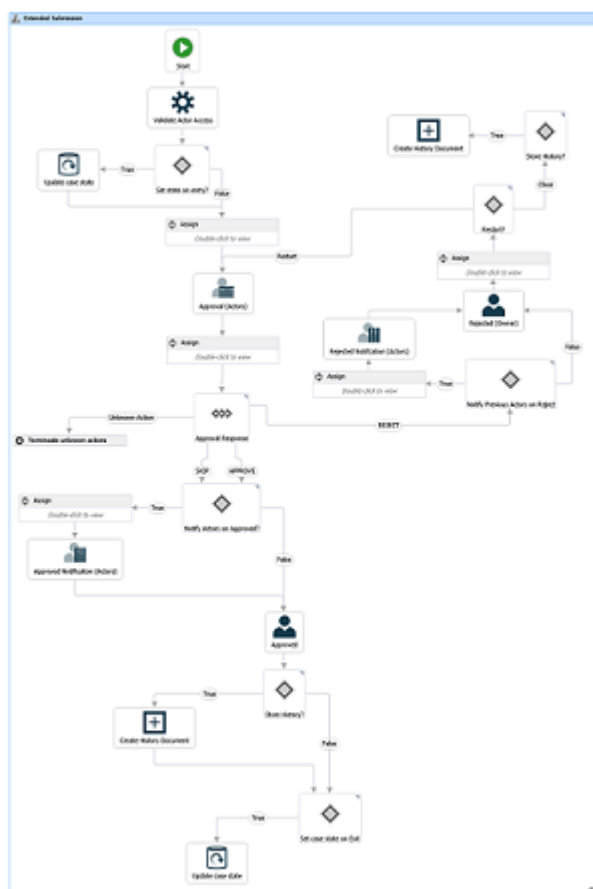 Extended Submission
Start
Validate Actor Access
Set state on entry?
True
Update case state
False
Assign
Double-click to view
Restart
Approval (Actors)
Assign
Double-click to view
Approval Response
Unknown Action
Terminate unknown actions
REJECT
SKIP
APPROVE
Notify Actors on Approved?
True
Assign
Double-click to view
Approved Notification (Actors)
False
Approved
Store History?
True
Create History Document
False
Set case state on Exit
True
Update case state
Notify Previous Actors on Reject
True
Assign
Double-click to view
Rejected Notification (Actors)
False
Rejected (Owner)
Assign
Double-click to view
Restart?
Store History?
True
Create History Document